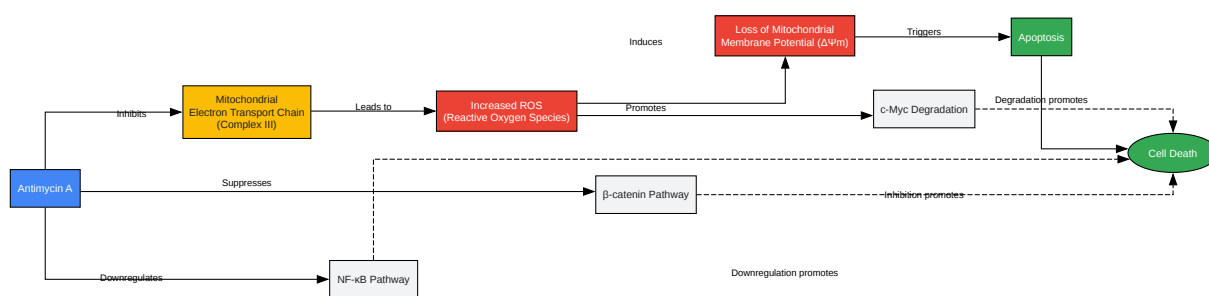 Loss of Mitochondrial
Membrane Potential (ΔΨm)
Triggers
Apoptosis
Induces
Mitochondrial
Electron Transport Chain
(Complex III)
Inhibits
Leads to
Increased ROS
(Reactive Oxygen Species)
Promotes
c-Myc Degradation
Degradation promotes
Cell Death
Antimycin A
Suppresses
β-catenin Pathway
Inhibition promotes
Downregulates
NF-κB Pathway
Downregulation promotes